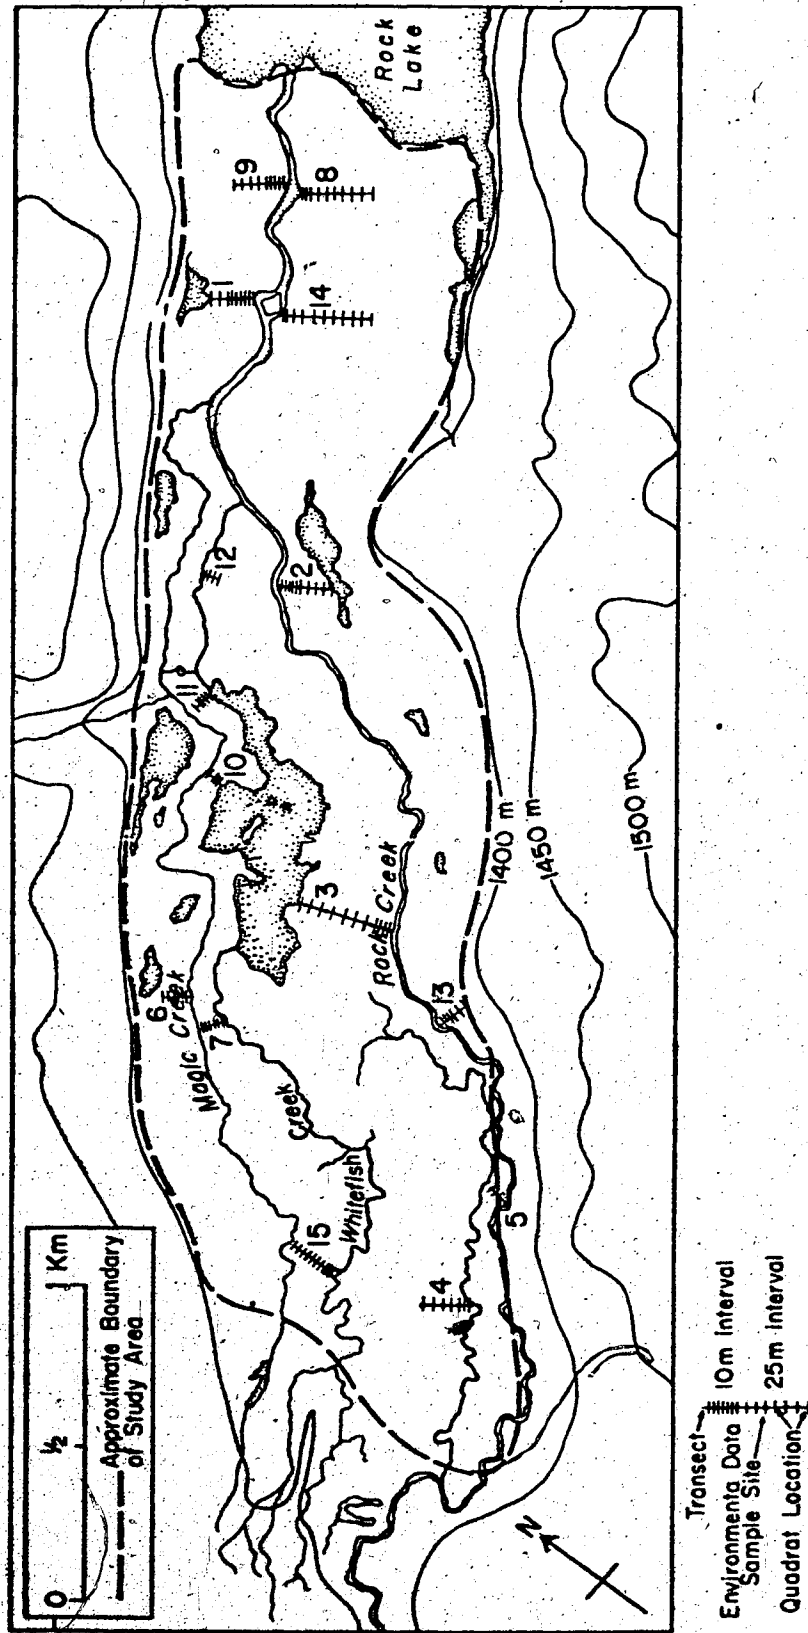 0
½
1 Km
Approximate Boundary
of Study Area
Rock
Lake
9
8
1
14
12
2
11
10
3
Rock Creek
6
Magic Creek
7
13
Creek
Whitefish
15
5
4
1400 m
1450 m
1500 m
N
Transect
10m Interval
Environmenta Data
Sample Site
25m Interval
Quadrat Location